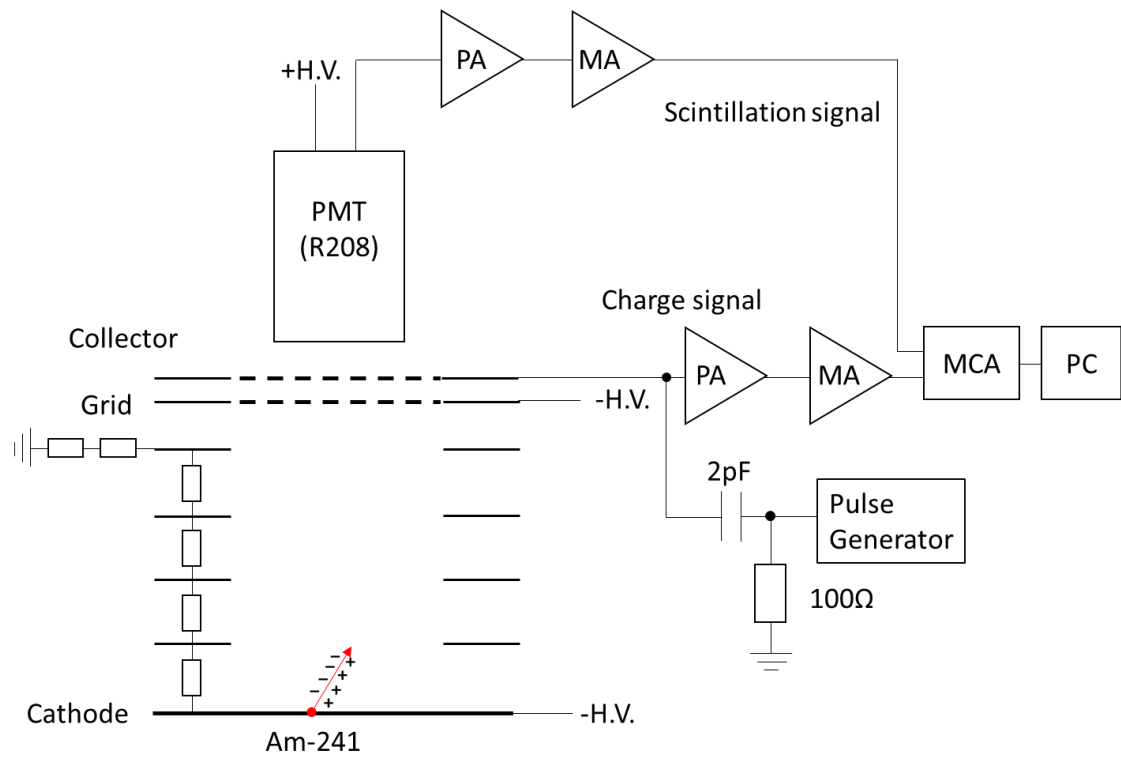 PA
MA
+H.V.
Scintillation signal
PMT
(R208)
Charge signal
Collector
PA
MA
MCA
PC
Grid
-H.V.
2pF
Pulse
Generator
100Ω
Cathode
-H.V.
Am-241